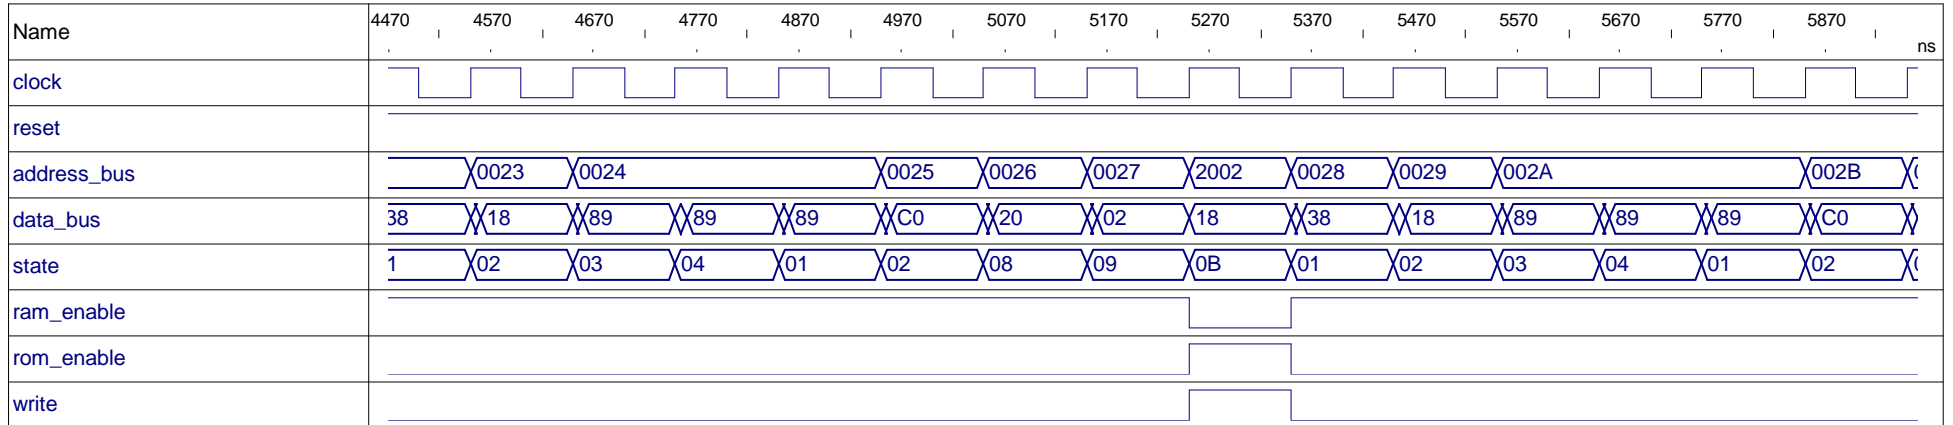 Name 4470 4570 4670 4770 4870 4970 5070 5170 5270 5370 5470 5570 5670 5770 5870 ns
clock
reset
address_bus 0023 0024 0025 0026 0027 2002 0028 0029 002A 002B
data_bus 38 18 89 89 89 C0 20 02 18 38 18 89 89 89 C0
state 1 02 03 04 01 02 08 09 0B 01 02 03 04 01 02
ram_enable
rom_enable
write